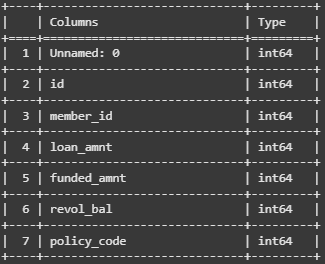 +----+-----------------------------+---------+
|    | Columns                     | Type    |
+====+=============================+=========+
|  1 | Unnamed: 0                  | int64   |
+----+-----------------------------+---------+
|  2 | id                          | int64   |
+----+-----------------------------+---------+
|  3 | member_id                   | int64   |
+----+-----------------------------+---------+
|  4 | loan_amnt                   | int64   |
+----+-----------------------------+---------+
|  5 | funded_amnt                 | int64   |
+----+-----------------------------+---------+
|  6 | revol_bal                   | int64   |
+----+-----------------------------+---------+
|  7 | policy_code                 | int64   |
+----+-----------------------------+---------+